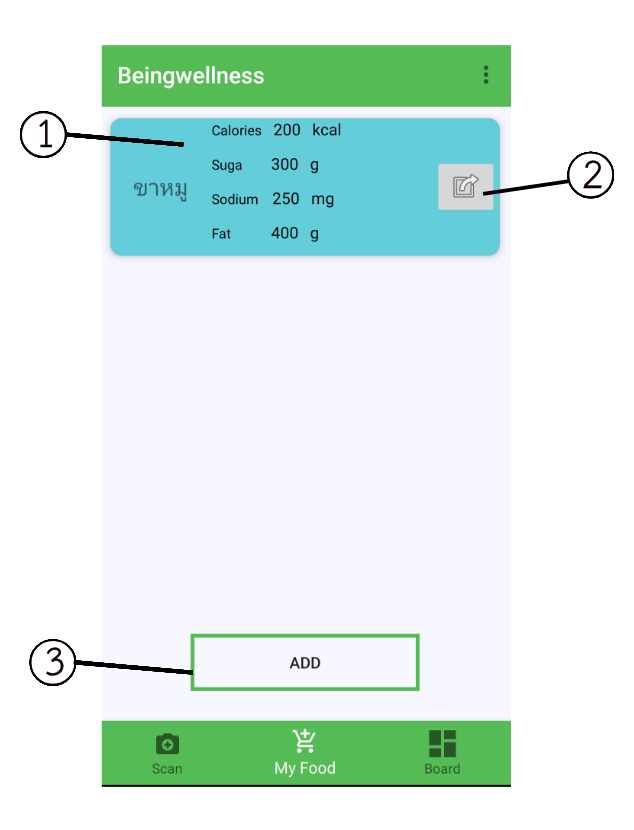 Beingwellness
1
Calories 200 kcal
2
Suga 300 g
ขาหมู
Sodium 250 mg
Fat 400 g
3
ADD
Scan
My Food
Board